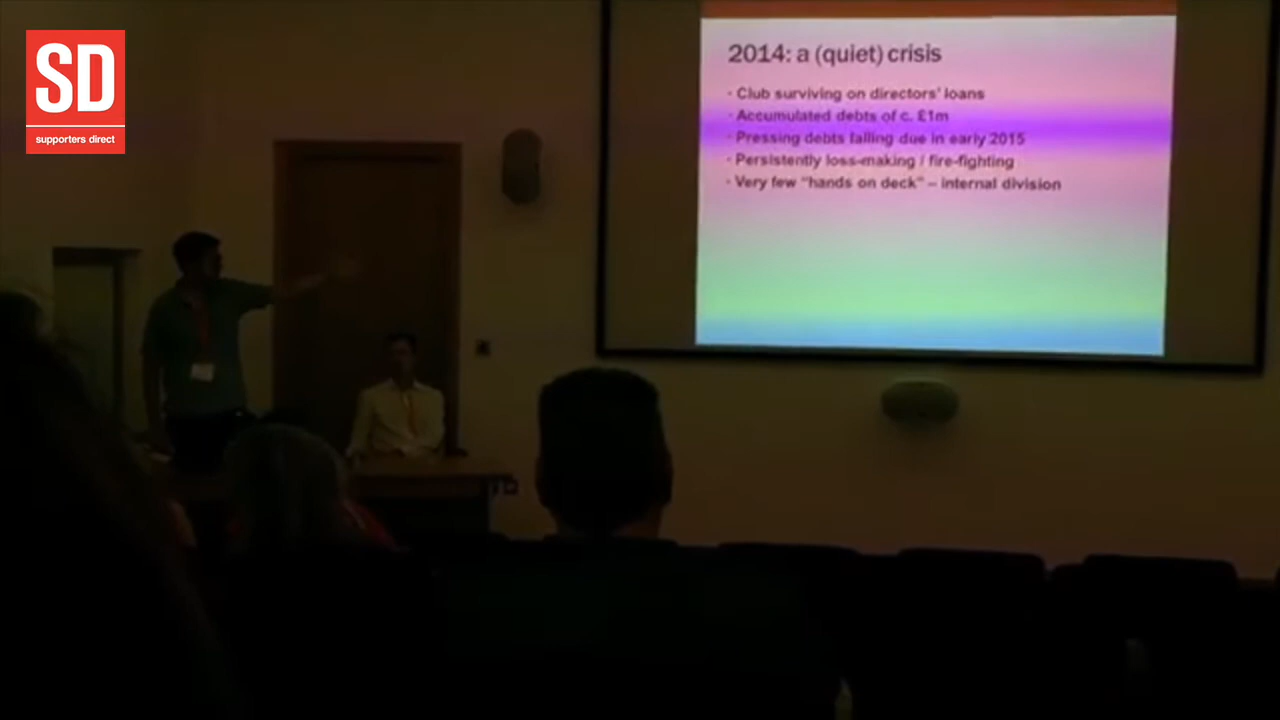 SD
supporters direct
2014: a (quiet) crisis
· Club surviving on directors' loans
· Accumulated debts of c. £1m
· Pressing debts falling due in early 2015
· Persistently loss-making / fire-fighting
· Very few "hands on deck" – internal division